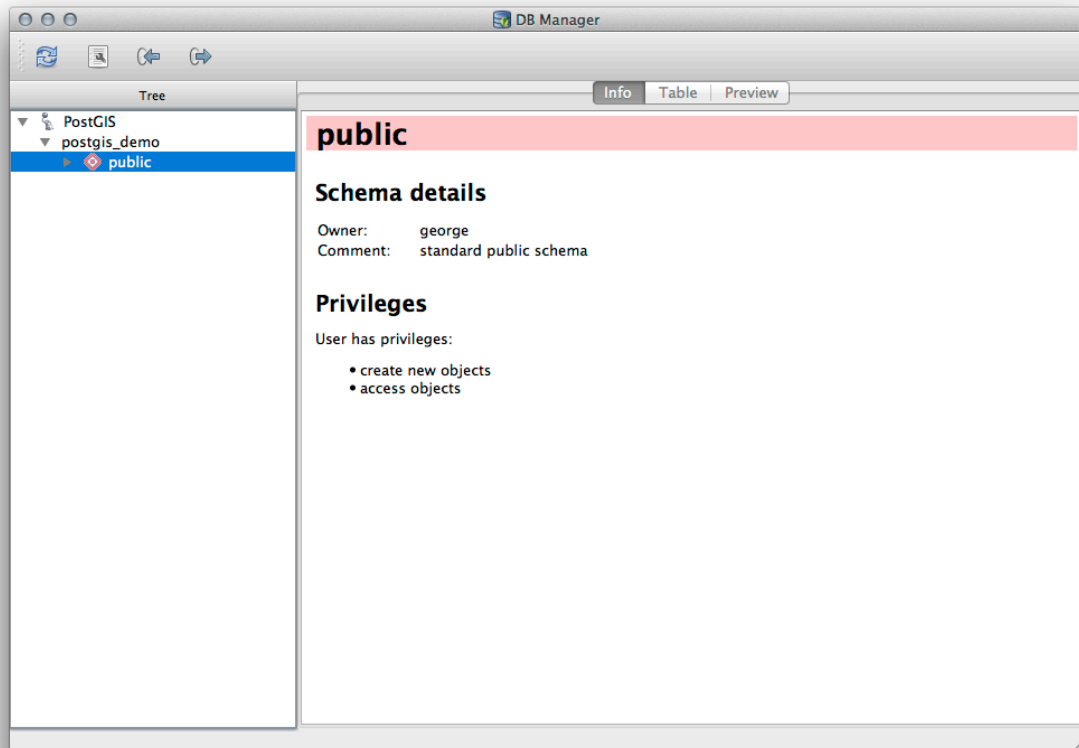 DB Manager
Tree
Info Table Preview
PostGIS
postgis_demo
public
public
Schema details
Owner: george
Comment: standard public schema
Privileges
User has privileges:
• create new objects
• access objects